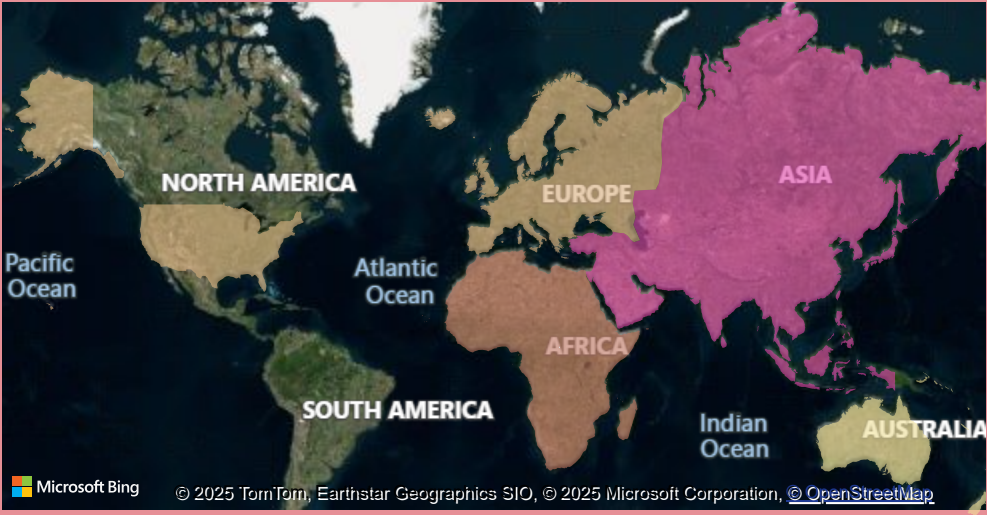 NORTH AMERICA
EUROPE
ASIA
Pacific
Ocean
Atlantic
Ocean
AFRICA
SOUTH AMERICA
Indian
Ocean
AUSTRALIA
Microsoft Bing
© 2025 TomTom, Earthstar Geographics SIO, © 2025 Microsoft Corporation, © OpenStreetMap